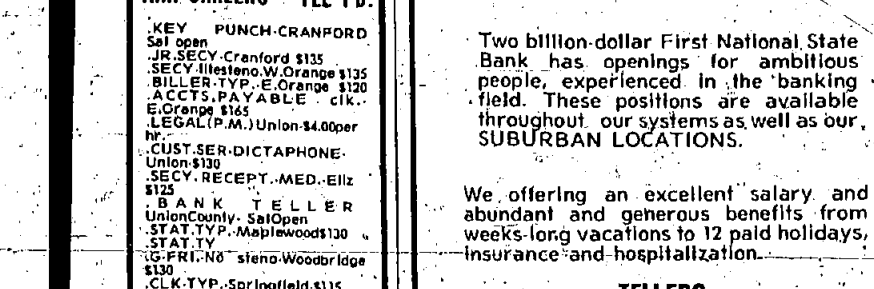 .KEY PUNCH-CRANFORD
Sal open
.JR.SECY-Cranford $135
.SECY-litesteno.W.Orange $135
.BILLER-TYP.-E.Orange $120
.ACCTS.PAYABLE clk.-
E.Orange $165
.LEGAL(P.M.)Union-$4.00per
hr.
.CUST.SER-DICTAPHONE-
Union-$130
.SECY.RECEPT.-MED.-Eliz
$125
.BANK TELLER
UnionCounty- SalOpen
.STAT.TYP.-Maplewood$130
.STAT.TY
.G-FRI.-No steno-Woodbridge
$130
.CLK-TYP.-Springfield-$115
Two billion-dollar First National State
Bank has openings for ambitious
people, experienced in the banking
field. These positions are available
throughout our systems as well as our
SUBURBAN LOCATIONS.
We offering an excellent salary and
abundant and generous benefits from
weeks-long vacations to 12 paid holidays,
insurance and hospitalization.
TELLERS